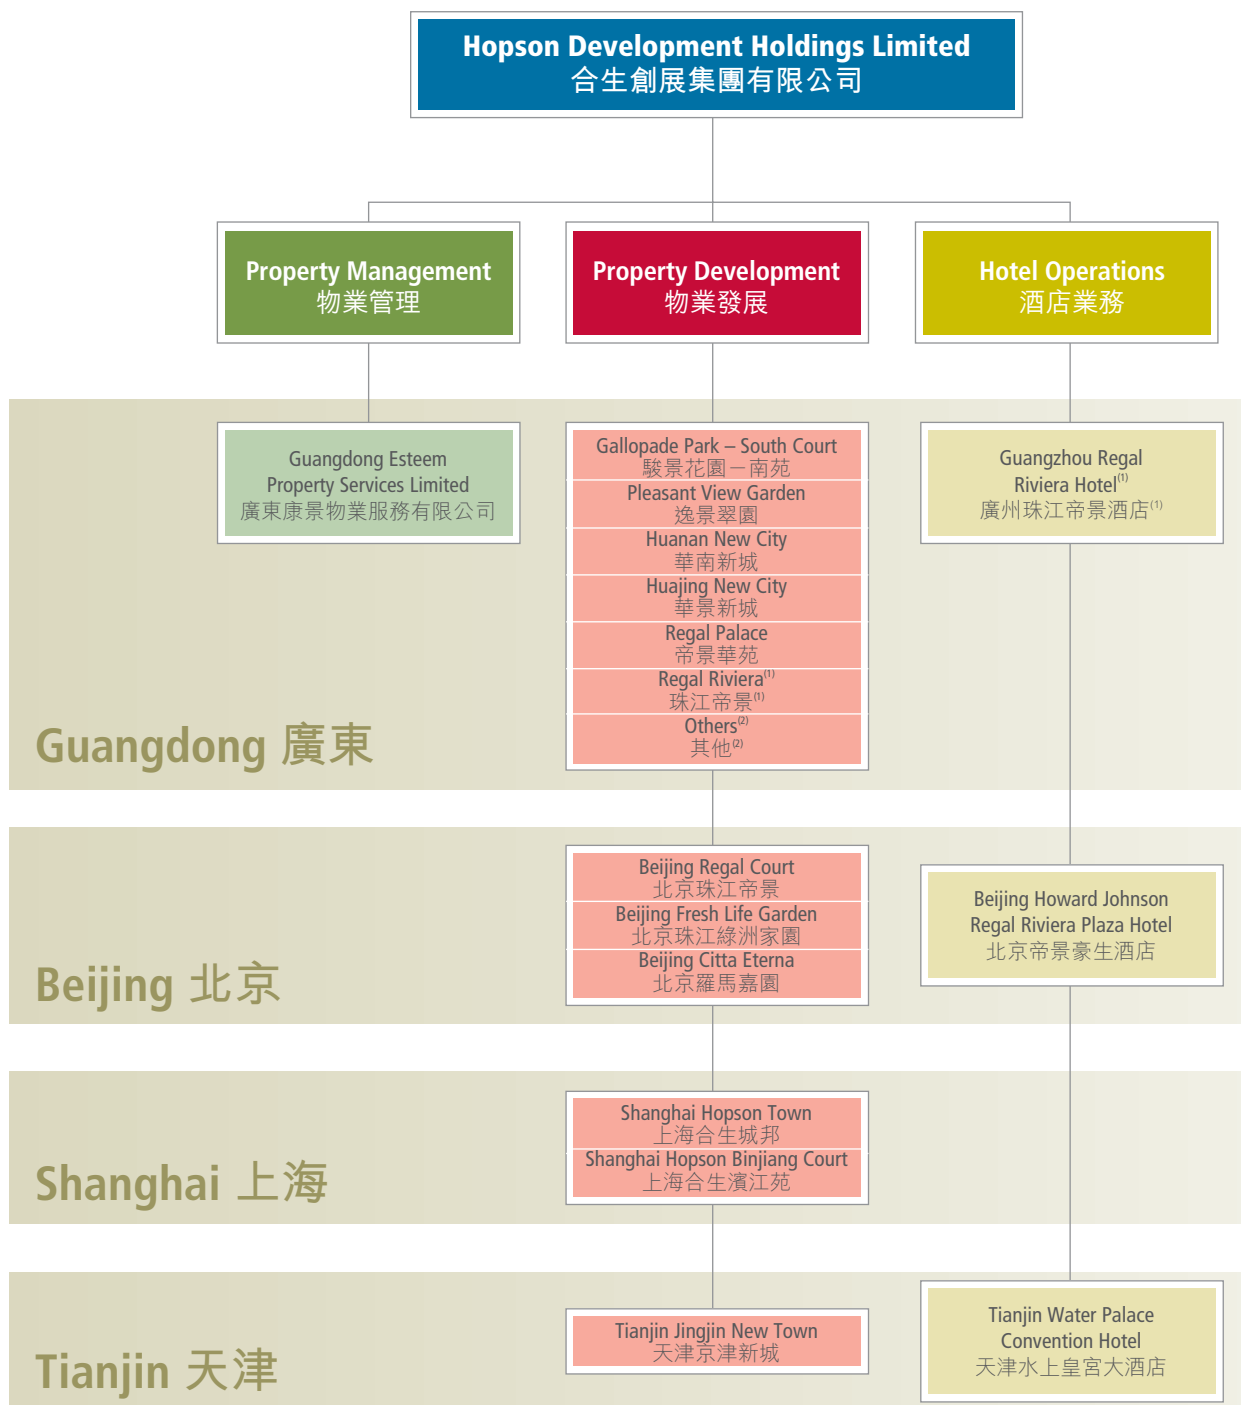 Hopson Development Holdings Limited
合生創展集團有限公司
Property Management
物業管理
Property Development
物業發展
Hotel Operations
酒店業務
Guangdong 廣東
Guangdong Esteem
Property Services Limited
廣東康景物業服務有限公司
Gallopade Park – South Court
駿景花園－南苑
Pleasant View Garden
逸景翠園
Huanan New City
華南新城
Huajing New City
華景新城
Regal Palace
帝景華苑
Regal Riviera(1)
珠江帝景(1)
Others(2)
其他(2)
Guangzhou Regal
Riviera Hotel(1)
廣州珠江帝景酒店(1)
Beijing 北京
Beijing Regal Court
北京珠江帝景
Beijing Fresh Life Garden
北京珠江綠洲家園
Beijing Citta Eterna
北京羅馬嘉園
Beijing Howard Johnson
Regal Riviera Plaza Hotel
北京帝景豪生酒店
Shanghai 上海
Shanghai Hopson Town
上海合生城邦
Shanghai Hopson Binjiang Court
上海合生濱江苑
Tianjin 天津
Tianjin Jingjin New Town
天津京津新城
Tianjin Water Palace
Convention Hotel
天津水上皇宮大酒店